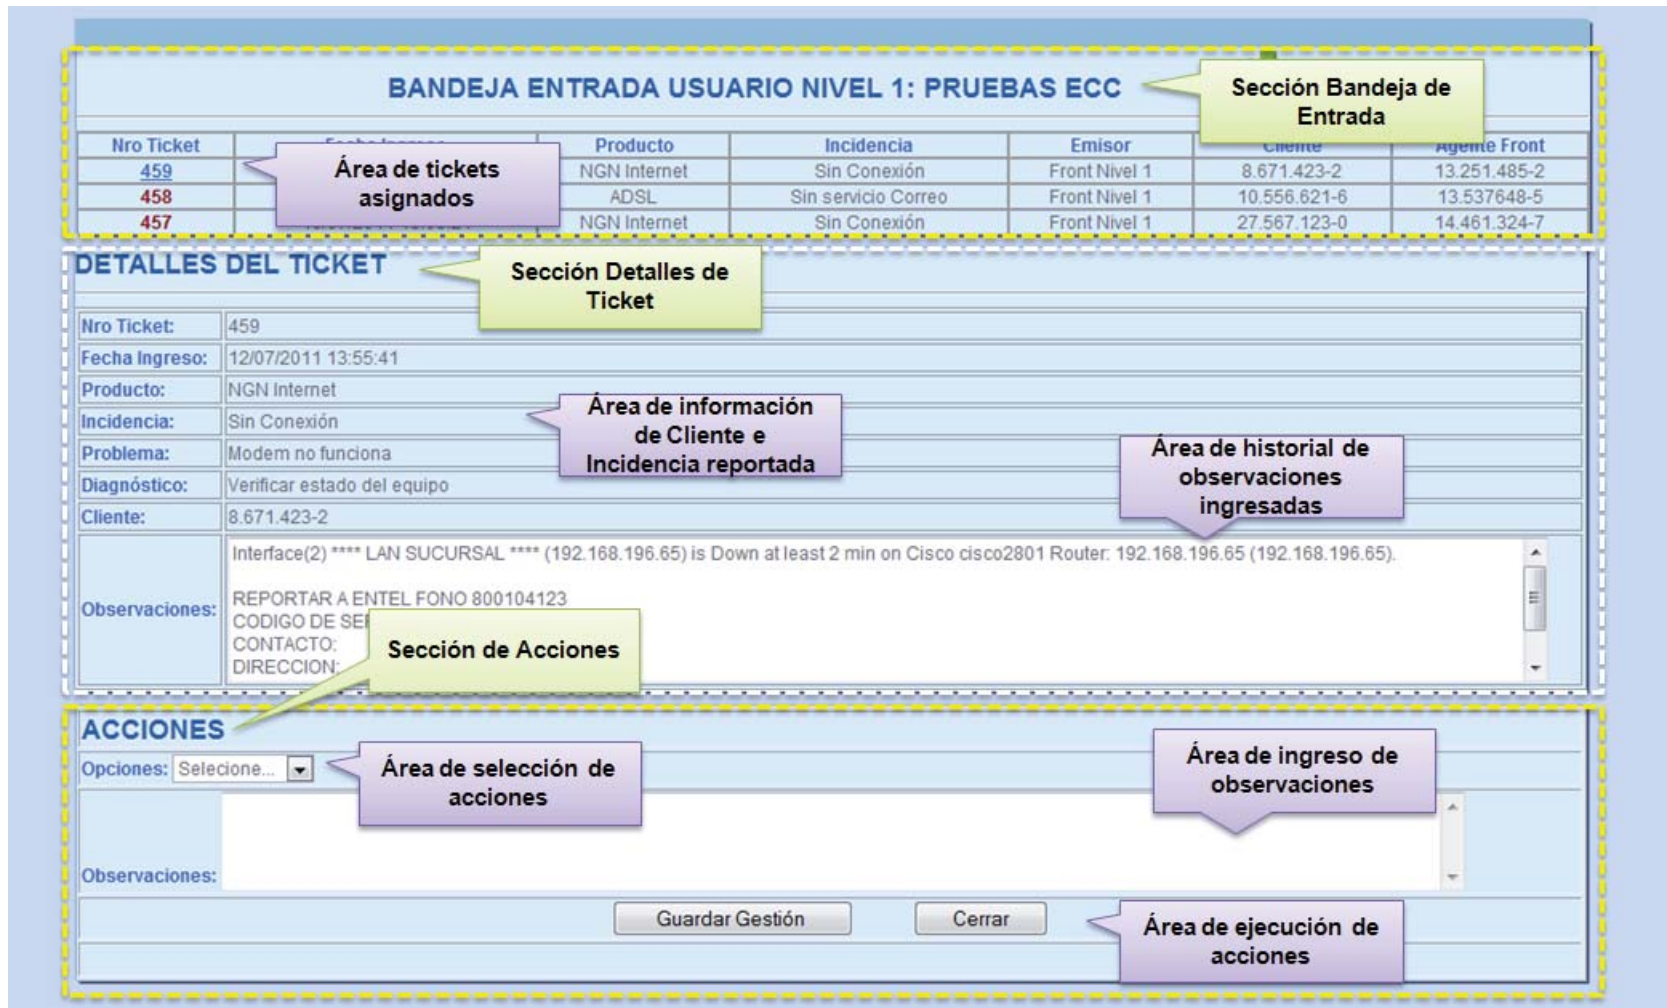 BANDEJA ENTRADA USUARIO NIVEL 1: PRUEBAS ECC
Sección Bandeja de
Entrada
Nro Ticket Producto Incidencia Emisor Cliente Agente Front
459 NGN Internet Sin Conexión Front Nivel 1 8.671.423-2 13.251.485-2
458 ADSL Sin servicio Correo Front Nivel 1 10.556.621-6 13.537648-5
457 NGN Internet Sin Conexión Front Nivel 1 27.567.123-0 14.461.324-7
Área de tickets
asignados
DETALLES DEL TICKET
Sección Detalles de
Ticket
Nro Ticket: 459
Fecha Ingreso: 12/07/2011 13:55:41
Producto: NGN Internet
Incidencia: Sin Conexión
Problema: Modem no funciona
Diagnóstico: Verificar estado del equipo
Cliente: 8.671.423-2
Área de información
de Cliente e
Incidencia reportada
Área de historial de
observaciones
ingresadas
Observaciones:
Interface(2) **** LAN SUCURSAL **** (192.168.196.65) is Down at least 2 min on Cisco cisco2801 Router: 192.168.196.65 (192.168.196.65).
REPORTAR A ENTEL FONO 800104123
CODIGO DE
CONTACTO:
DIRECCION:
Sección de Acciones
ACCIONES
Opciones: Selecione...
Área de selección de
acciones
Área de ingreso de
observaciones
Observaciones:
Guardar Gestión Cerrar
Área de ejecución de
acciones